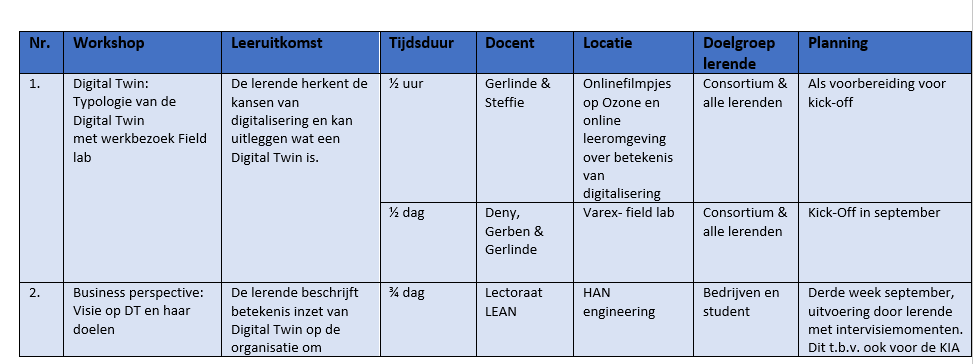 Nr.
Workshop
Leeruitkomst
Tijdsduur
Docent
Locatie
Doelgroep
lerende
Planning
1.
Digital Twin:
Typologie van de
Digital Twin
met werkbezoek Field
lab
De lerende herkent de
kansen van
digitalisering en kan
uitleggen wat een
Digital Twin is.
½ uur
Gerlinde &
Steffie
Onlinefilmpjes
op Ozone en
online
leeromgeving
over betekenis
van
digitalisering
Consortium &
alle lerenden
Als voorbereiding voor
kick-off
½ dag
Deny,
Gerben &
Gerlinde
Varex- field lab
Consortium &
alle lerenden
Kick-Off in september
2.
Business perspective:
Visie op DT en haar
doelen
De lerende beschrijft
betekenis inzet van
Digital Twin op de
organisatie om
¾ dag
Lectoraat
LEAN
HAN
engineering
Bedrijven en
student
Derde week september,
uitvoering door lerende
met intervisiemomenten.
Dit t.b.v. ook voor de KIA